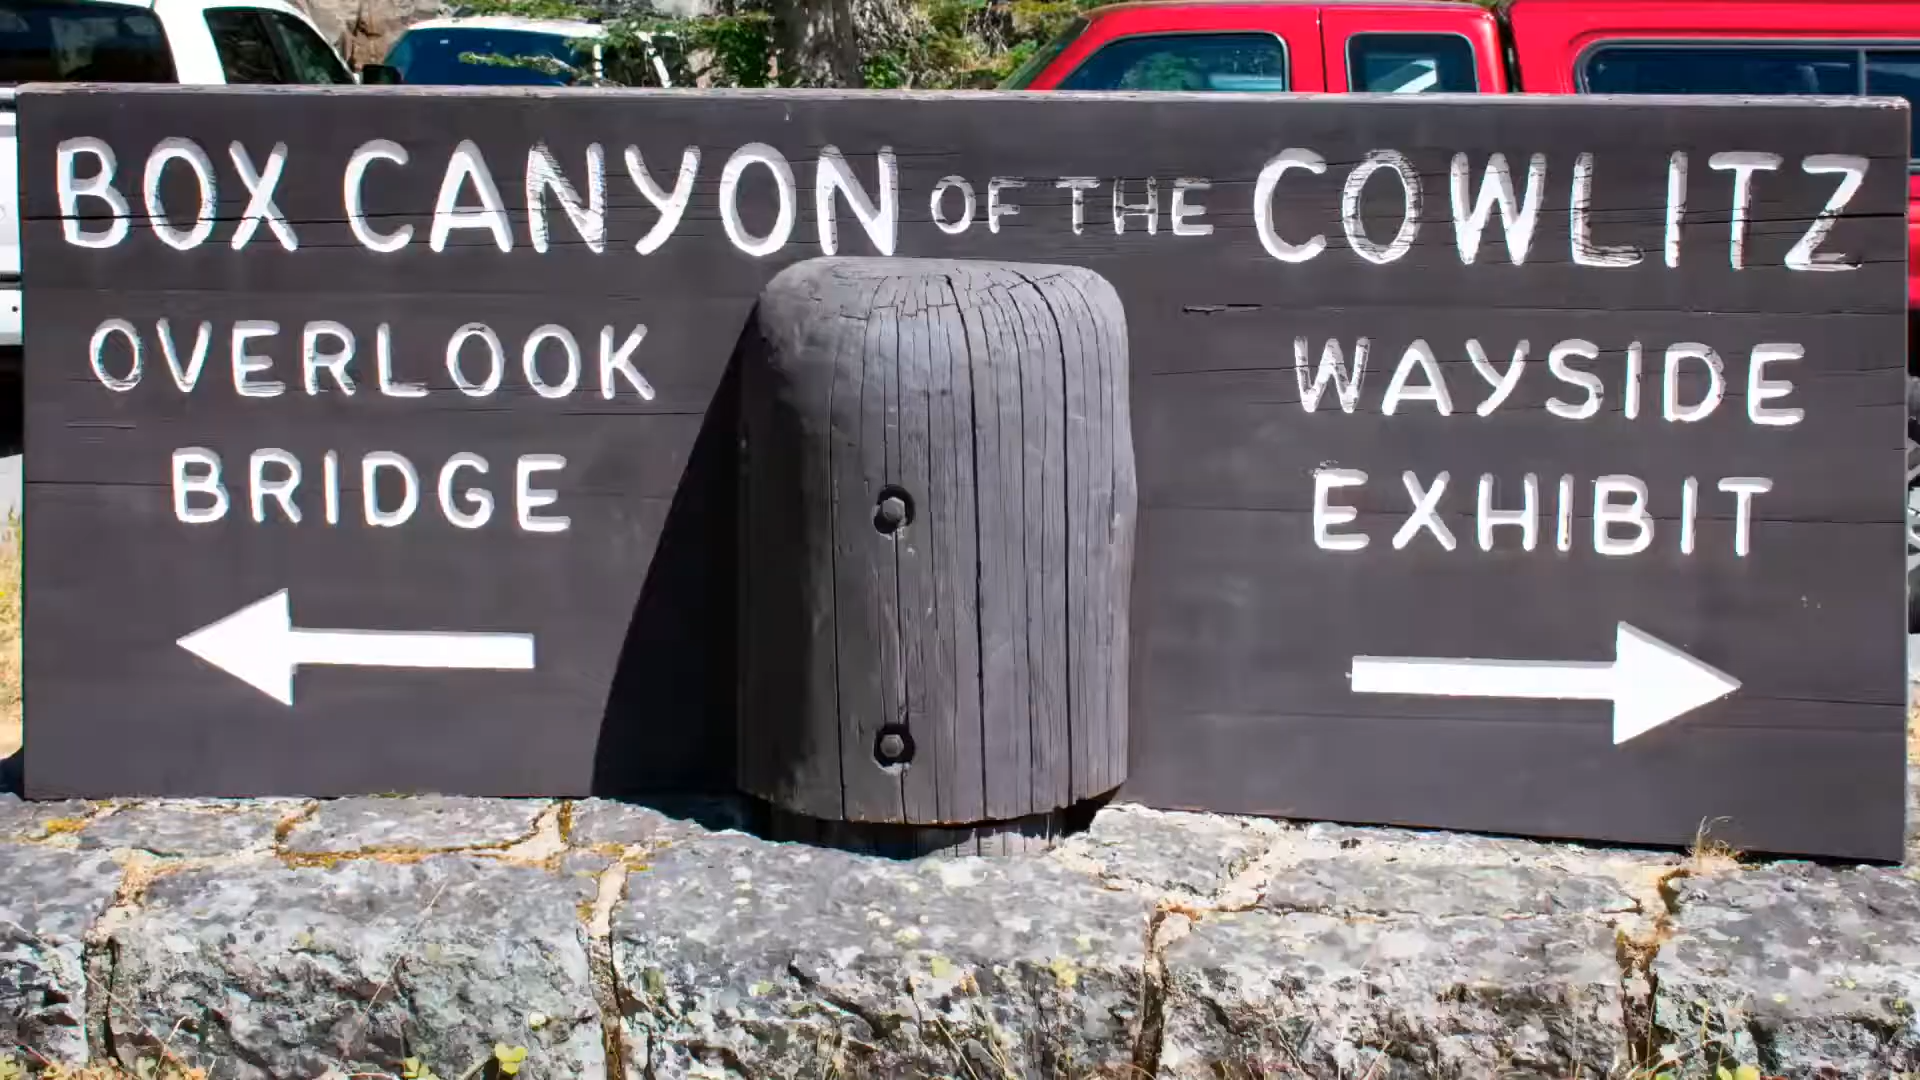 BOX CANYON OF THE COWLITZ
OVERLOOK
BRIDGE
WAYSIDE
EXHIBIT